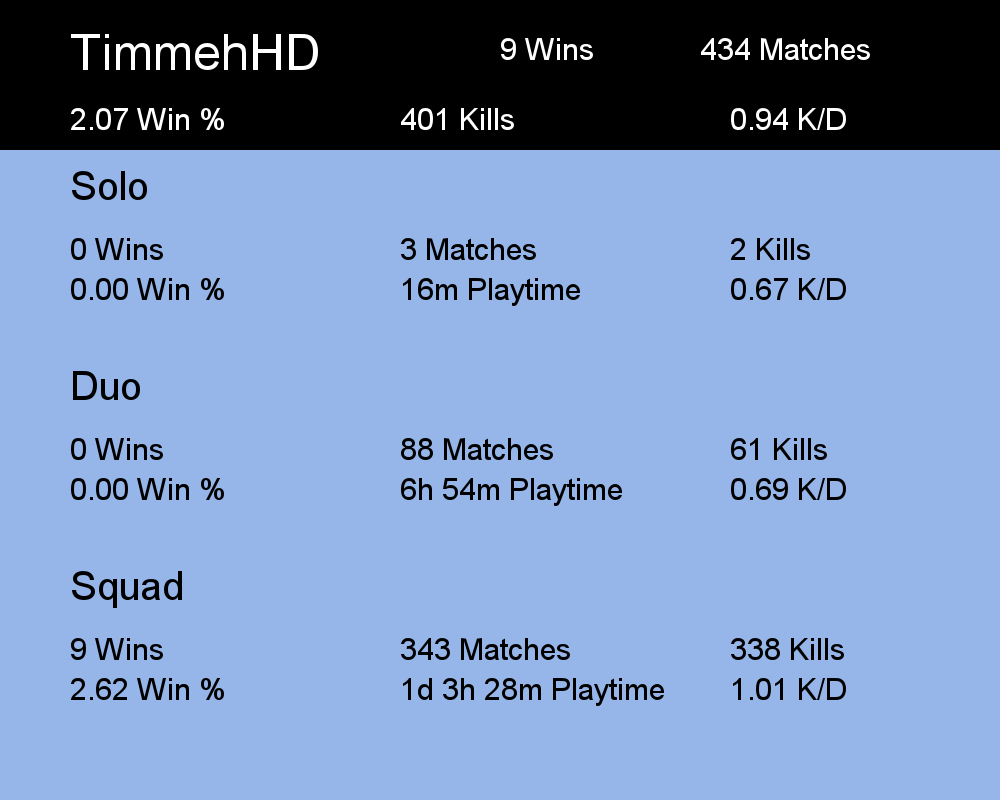 TimmehHD 9 Wins 434 Matches
2.07 Win % 401 Kills 0.94 K/D
Solo
0 Wins 3 Matches 2 Kills
0.00 Win % 16m Playtime 0.67 K/D
Duo
0 Wins 88 Matches 61 Kills
0.00 Win % 6h 54m Playtime 0.69 K/D
Squad
9 Wins 343 Matches 338 Kills
2.62 Win % 1d 3h 28m Playtime 1.01 K/D